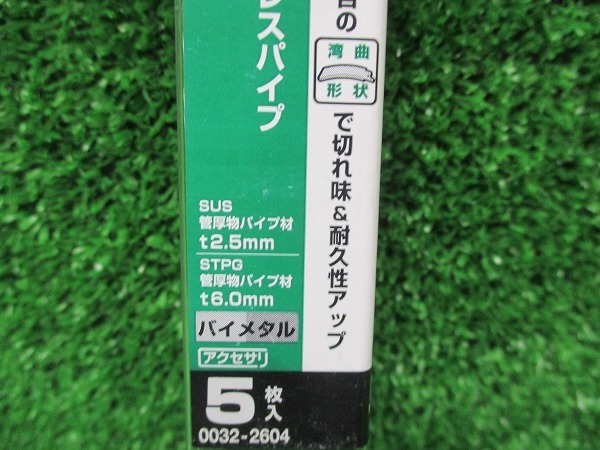 の
湾曲
形状
で切れ味&耐久性アップ
スパイプ
SUS
管厚物パイプ材
t2.5mm
STPG
管厚物パイプ材
t6.0mm
バイメタル
アクセサリ
5枚入
0032-2604